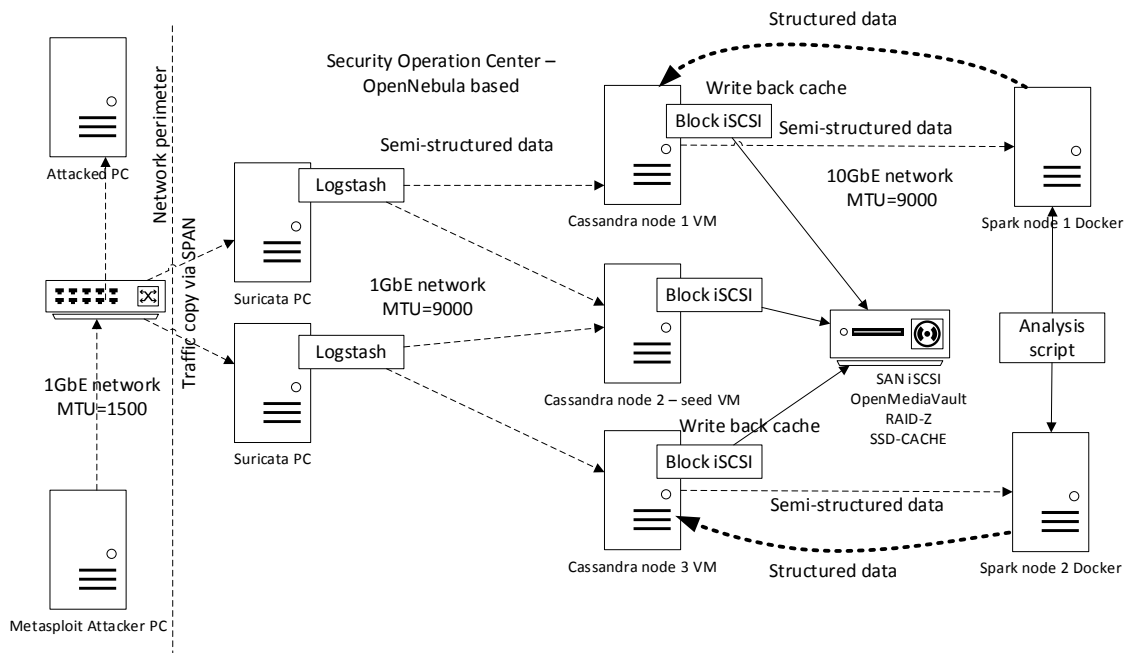 Structured data
Security Operation Center –
OpenNebula based
Write back cache
Block iSCSI
Semi-structured data
Semi-structured data
Attacked PC
Network perimeter
Logstash
10GbE network
MTU=9000
Cassandra node 1 VM
Spark node 1 Docker
Traffic copy via SPAN
Suricata PC
1GbE network
MTU=9000
Block iSCSI
Logstash
Analysis
script
1GbE network
MTU=1500
SAN iSCSI
OpenMediaVault
RAID-Z
SSD-CACHE
Cassandra node 2 – seed VM
Write back cache
Suricata PC
Block iSCSI
Semi-structured data
Cassandra node 3 VM
Structured data
Spark node 2 Docker
Metasploit Attacker PC